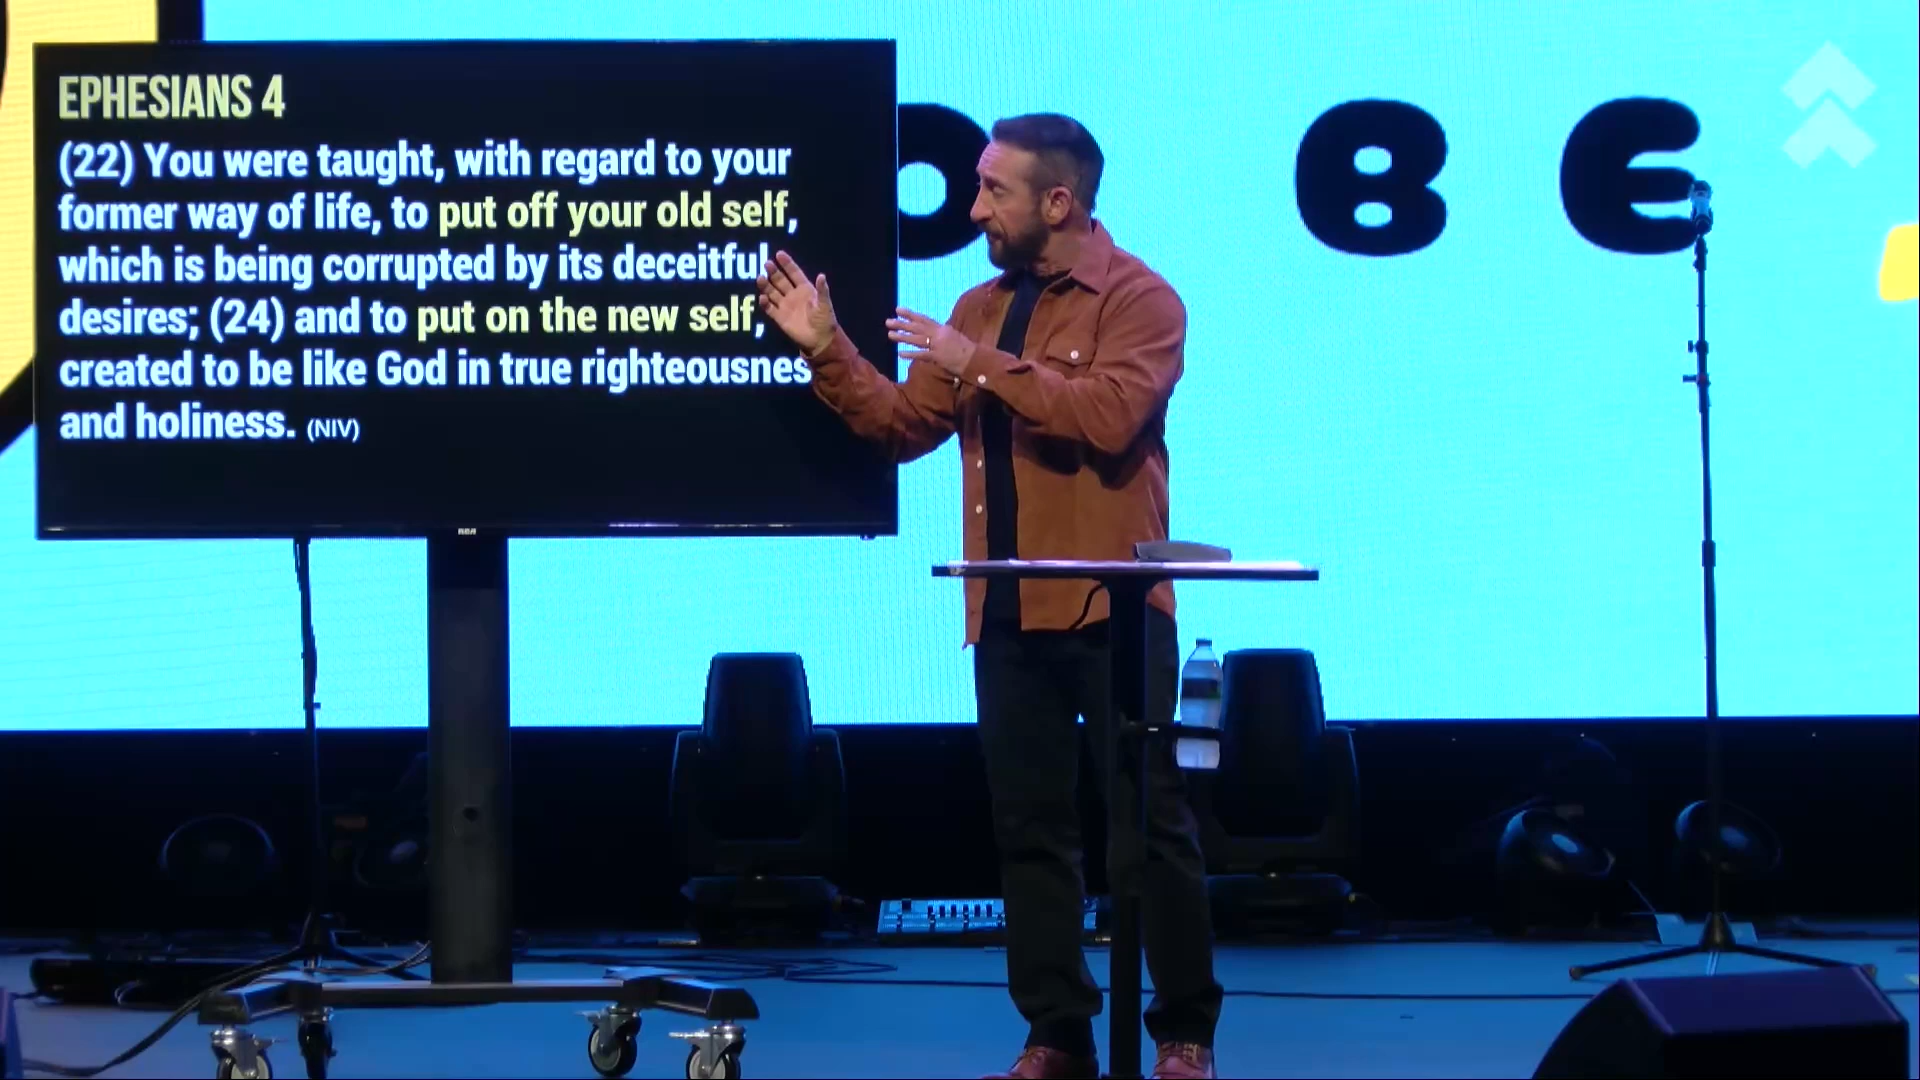 EPHESIANS 4
(22) You were taught, with regard to your
former way of life, to put off your old self,
which is being corrupted by its deceitful
desires; (24) and to put on the new self,
created to be like God in true righteousnes
and holiness. (NIV)
RCA
O BE